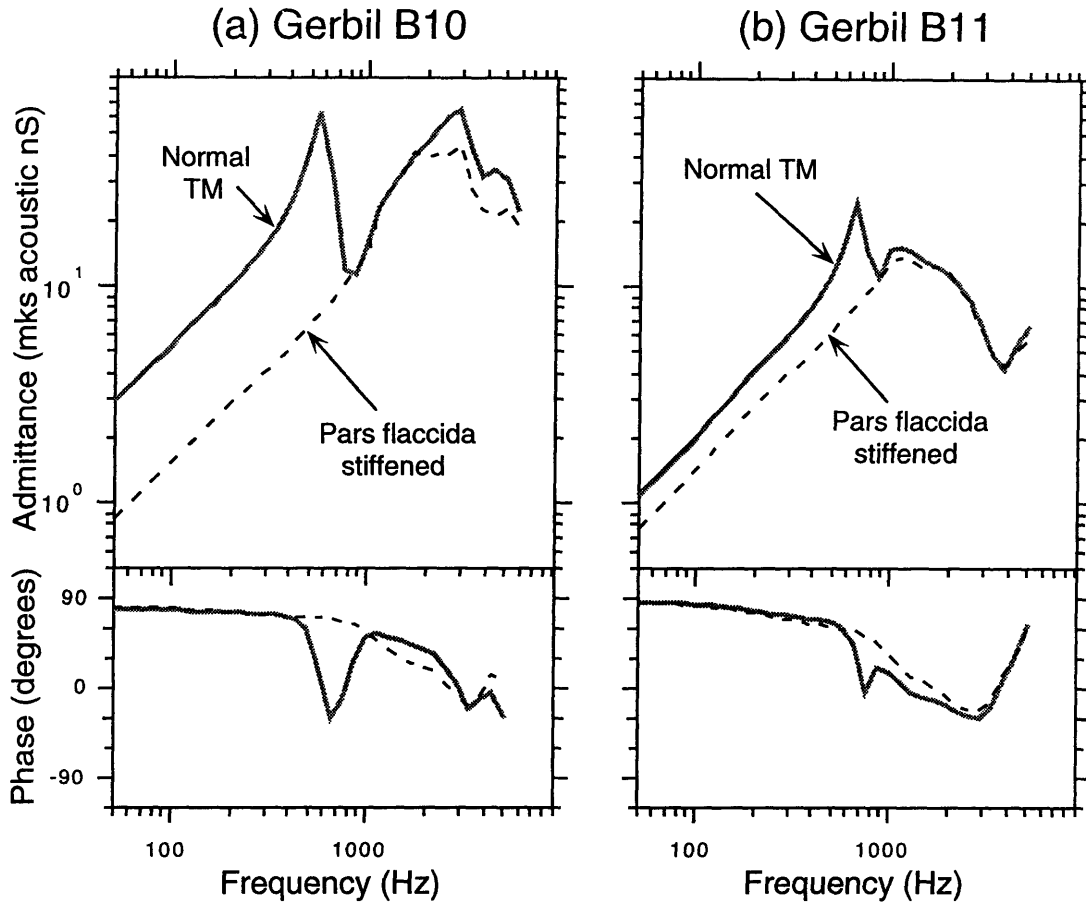 (a) Gerbil B10
(b) Gerbil B11
Admittance (mks acoustic nS)
10¹
10⁰
Normal
TM
Pars flaccida
stiffened
Normal TM
Pars flaccida
stiffened
Phase (degrees)
90
0
-90
100
1000
100
1000
Frequency (Hz)
Frequency (Hz)